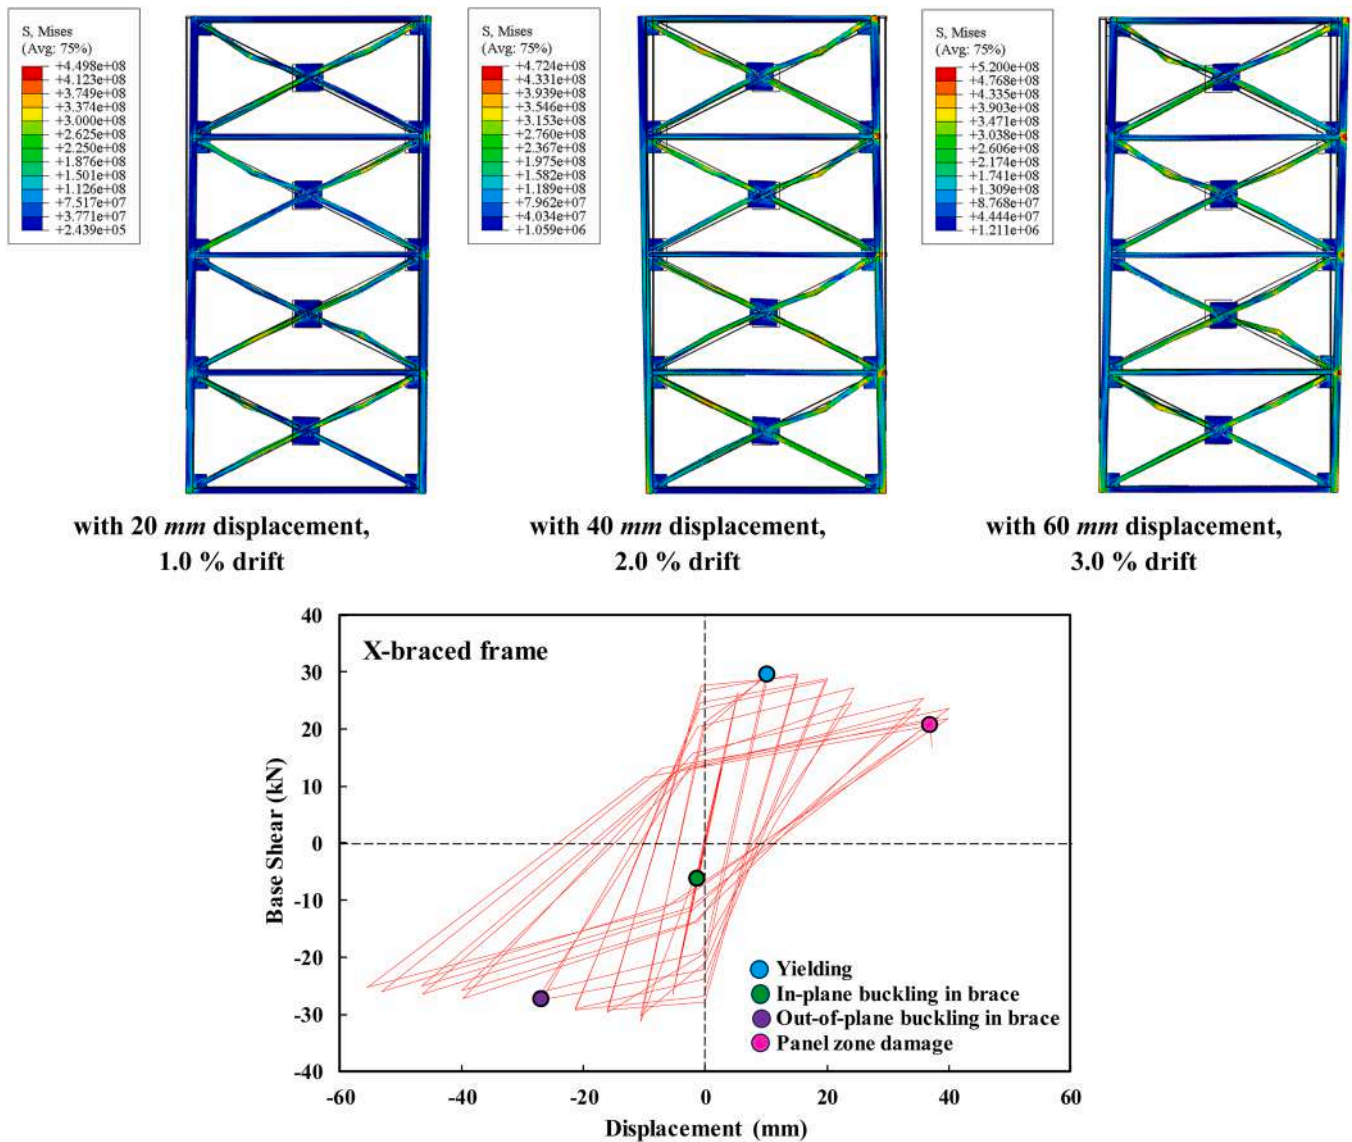 S, Mises
(Avg: 75%)
+4.498e+08
+4.123e+08
+3.749e+08
+3.374e+08
+3.000e+08
+2.625e+08
+2.250e+08
+1.876e+08
+1.501e+08
+1.126e+08
+7.517e+07
+3.771e+07
+2.439e+05
S, Mises
(Avg: 75%)
+4.724e+08
+4.331e+08
+3.939e+08
+3.546e+08
+3.153e+08
+2.760e+08
+2.367e+08
+1.975e+08
+1.582e+08
+1.189e+08
+7.962e+07
+4.034e+07
+1.059e+06
S, Mises
(Avg: 75%)
+5.200e+08
+4.768e+08
+4.335e+08
+3.903e+08
+3.471e+08
+3.038e+08
+2.606e+08
+2.174e+08
+1.741e+08
+1.309e+08
+8.768e+07
+4.444e+07
+1.211e+06
with 20 mm displacement,
1.0 % drift
with 40 mm displacement,
2.0 % drift
with 60 mm displacement,
3.0 % drift
X-braced frame
Base Shear (kN)
40
30
20
10
0
-10
-20
-30
-40
Yielding
In-plane buckling in brace
Out-of-plane buckling in brace
Panel zone damage
-60
-40
-20
0
20
40
60
Displacement (mm)